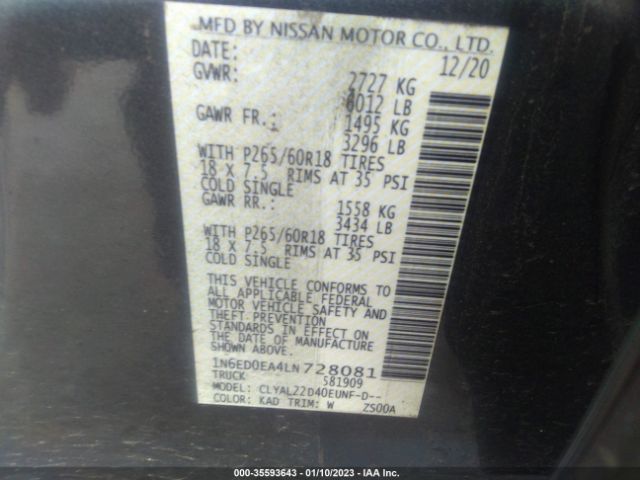 MFD BY NISSAN MOTOR CO., LTD.
DATE: 12/20
GVWR: 2727 KG
6012 LB
GAWR FR.: 1495 KG
3296 LB
WITH P265/60R18 TIRES
18 X 7.5 RIMS AT 35 PSI
COLD SINGLE
GAWR RR.: 1558 KG
3434 LB
WITH P265/60R18 TIRES
18 X 7.5 RIMS AT 35 PSI
COLD SINGLE
THIS VEHICLE CONFORMS TO
ALL APPLICABLE FEDERAL
MOTOR VEHICLE SAFETY AND
THEFT PREVENTION
STANDARDS IN EFFECT ON
THE DATE OF MANUFACTURE
SHOWN ABOVE.
1N6ED0EA4LN728081
TRUCK 581909
MODEL: CLYAL22D40EUNF-D--
COLOR: KAD TRIM: W ZS00A
000-35593643 - 01/10/2023 - IAA Inc.